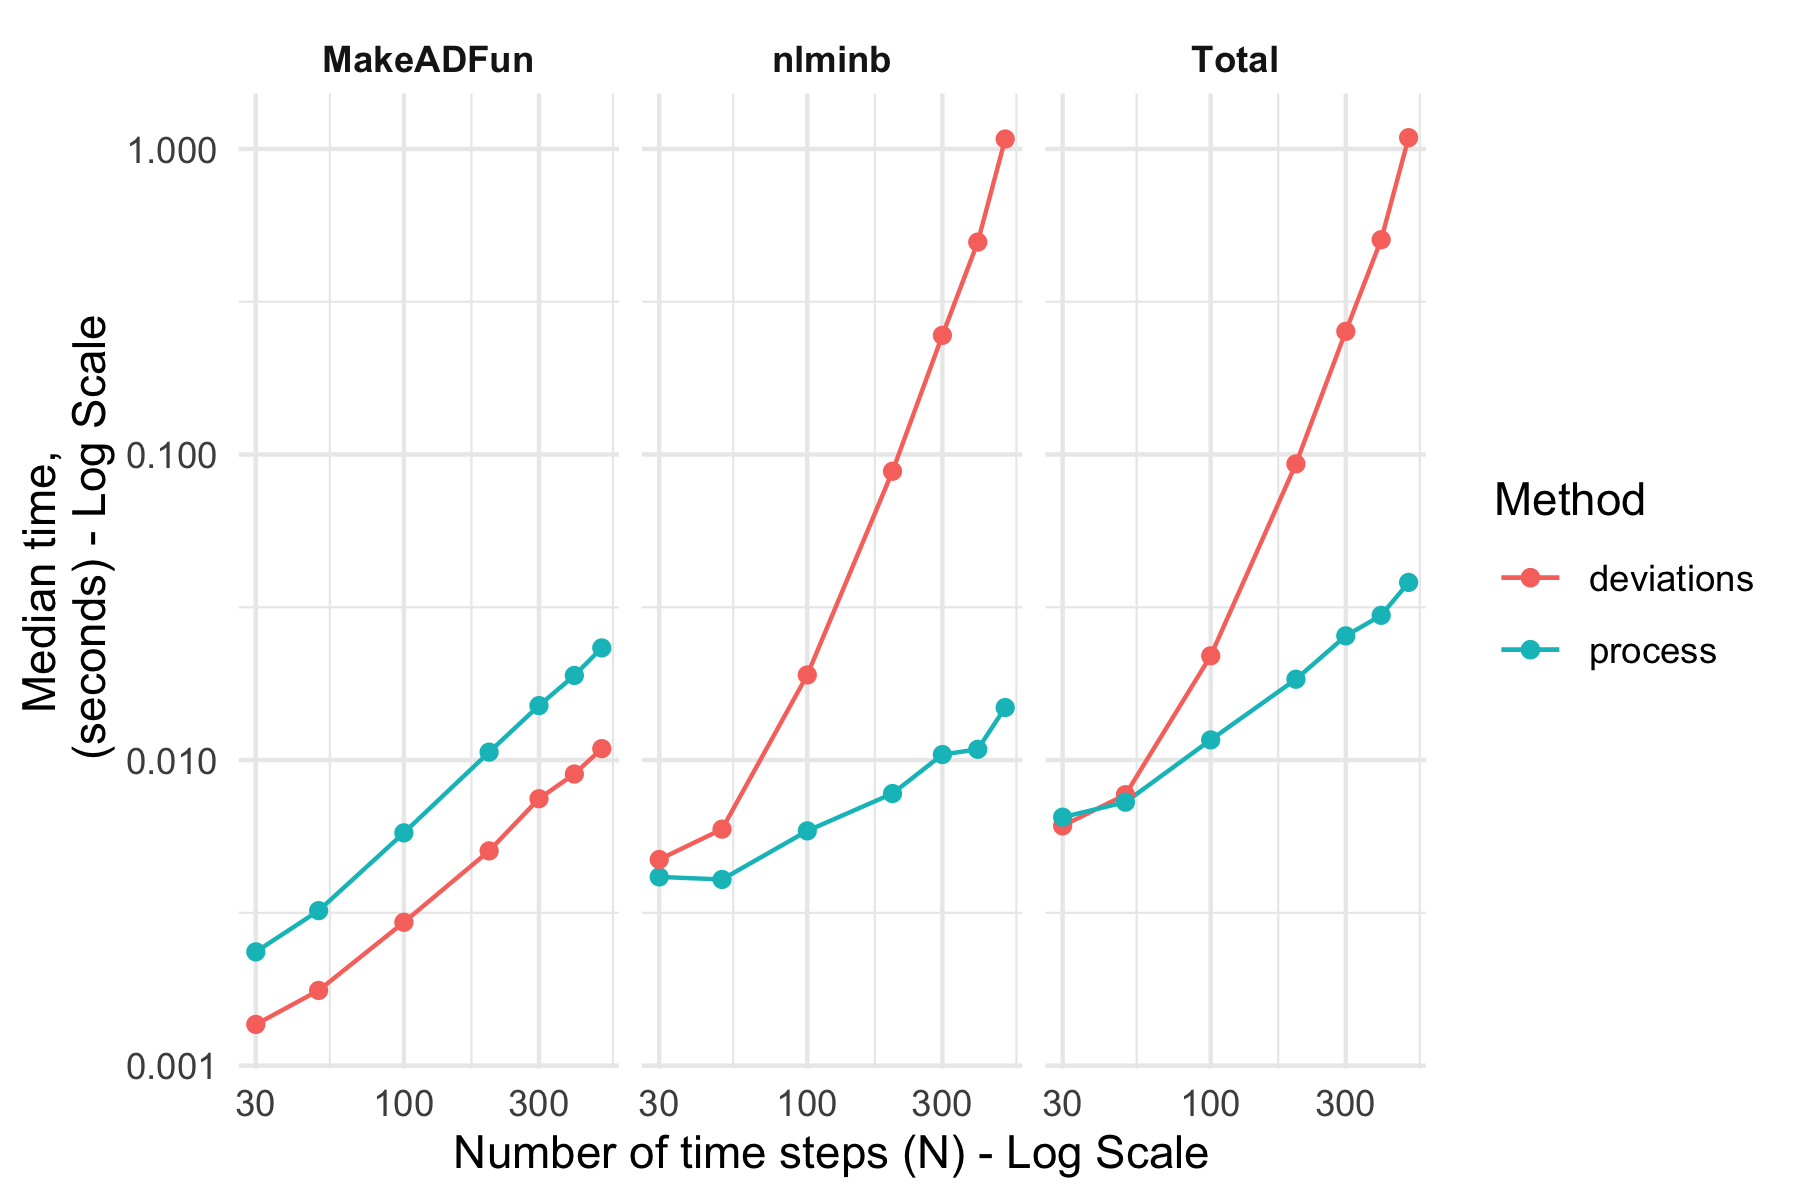 MakeADFun nlminb Total
Median time,
(seconds) - Log Scale
1.000
0.100
0.010
0.001
30 100 300 30 100 300 30 100 300
Number of time steps (N) - Log Scale
Method
deviations
process